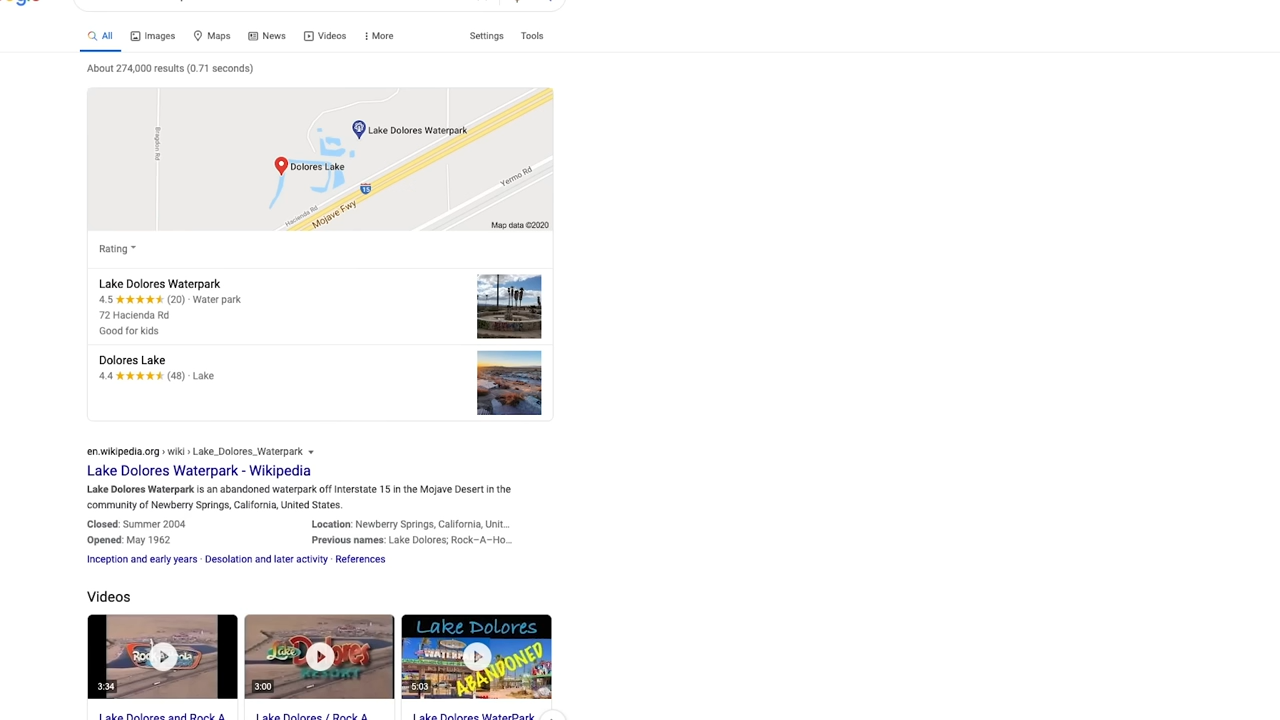 All
Images
Maps
News
Videos
More
Settings
Tools
About 274,000 results (0.71 seconds)
Bragdon Rd
Lake Dolores Waterpark
Dolores Lake
15
Yermo Rd
Hacienda Rd
Mojave Fwy
Map data ©2020
Rating
Lake Dolores Waterpark
4.5 (20) · Water park
72 Hacienda Rd
Good for kids
Dolores Lake
4.4 (48) · Lake
en.wikipedia.org › wiki › Lake_Dolores_Waterpark
Lake Dolores Waterpark - Wikipedia
Lake Dolores Waterpark is an abandoned waterpark off Interstate 15 in the Mojave Desert in the
community of Newberry Springs, California, United States.
Closed: Summer 2004 Location: Newberry Springs, California, Unit...
Opened: May 1962 Previous names: Lake Dolores; Rock–A–Ho...
Inception and early years · Desolation and later activity · References
Videos
Lake Dolores RESORT
Lake Dolores
WATERPARK
ABANDONED
3:34
3:00
5:03
Lake Dolores and Rock A
Lake Dolores / Rock A
Lake Dolores WaterPark